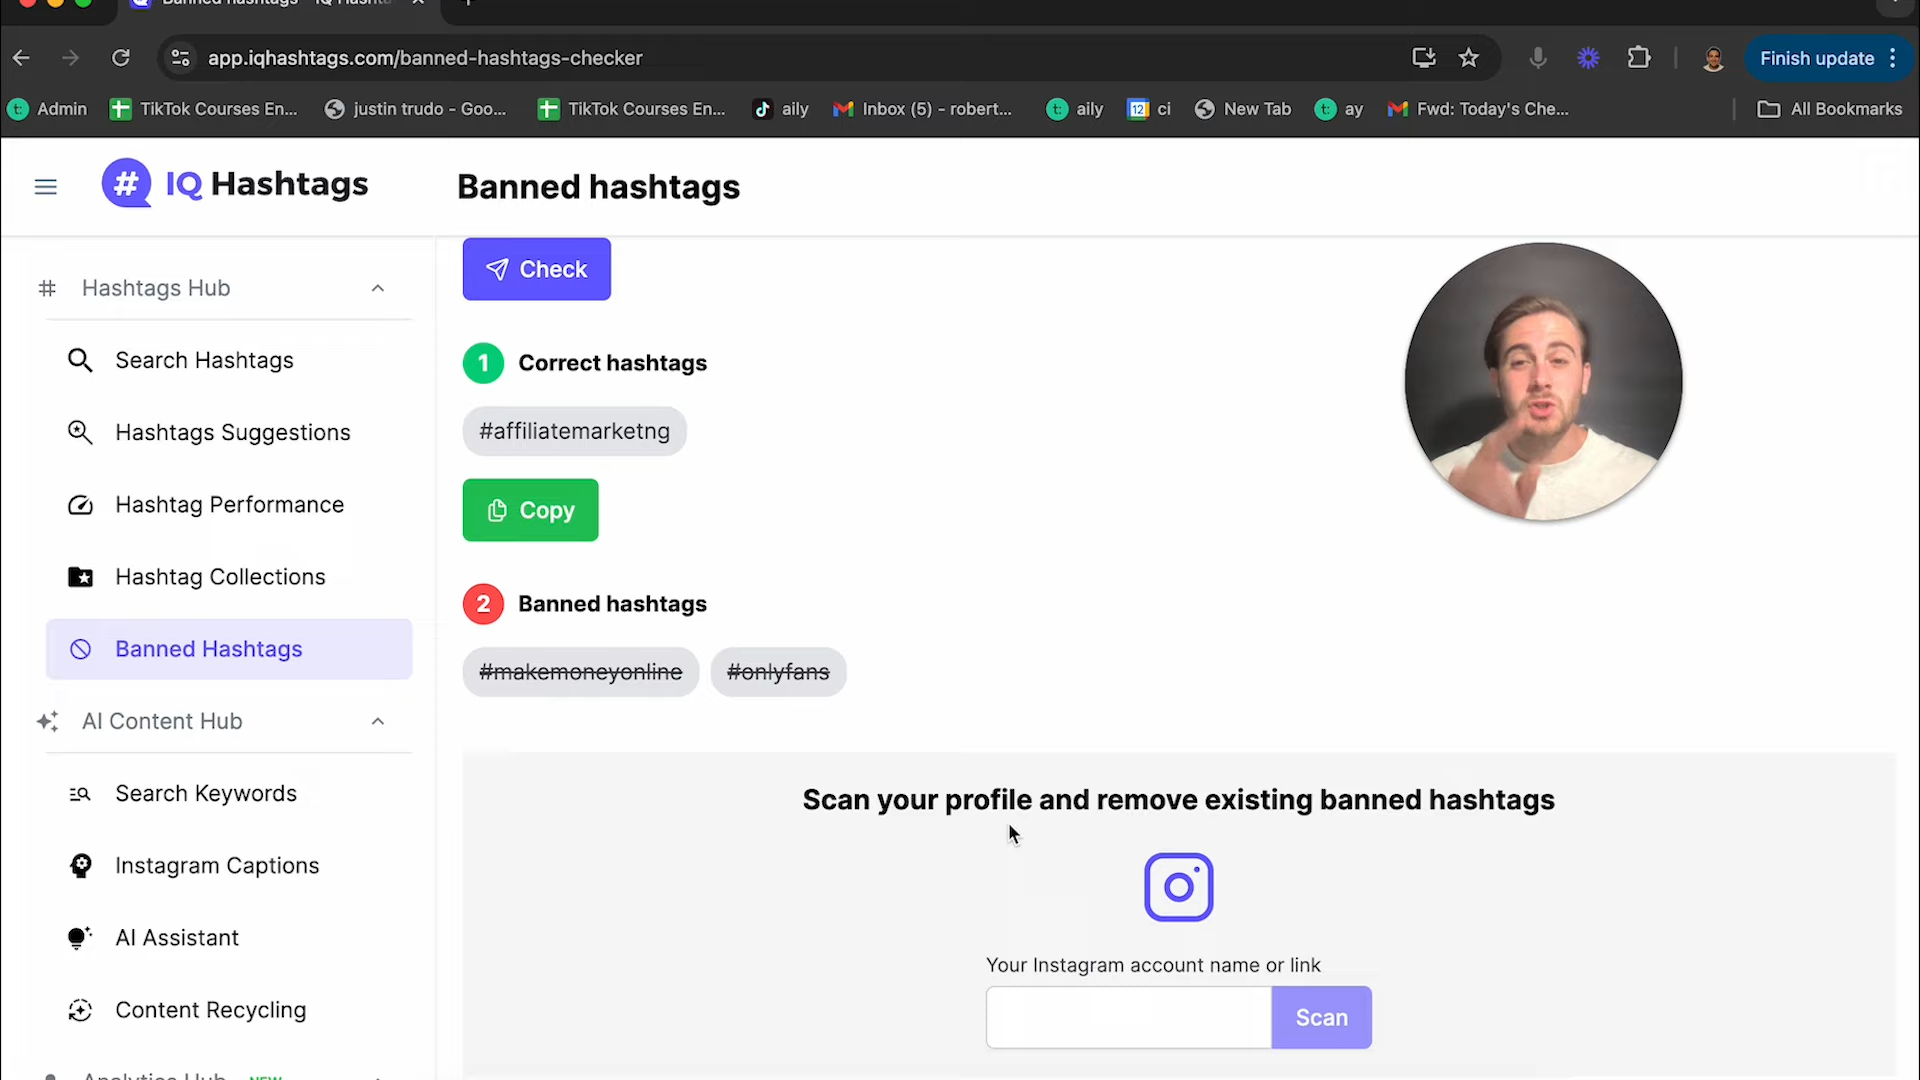 app.iqhashtags.com/banned-hashtags-checker
Finish update
Admin
TikTok Courses En...
justin trudo - Goo...
TikTok Courses En...
aily
Inbox (5) - robert...
aily
12
ci
New Tab
ay
Fwd: Today's Che...
All Bookmarks
# IQ Hashtags
Banned hashtags
Hashtags Hub
Search Hashtags
Hashtags Suggestions
Hashtag Performance
Hashtag Collections
Banned Hashtags
AI Content Hub
Search Keywords
Instagram Captions
AI Assistant
Content Recycling
Check
1 Correct hashtags
#affiliatemarketng
Copy
2 Banned hashtags
#makemoneyonline #onlyfans
Scan your profile and remove existing banned hashtags
Your Instagram account name or link
Scan